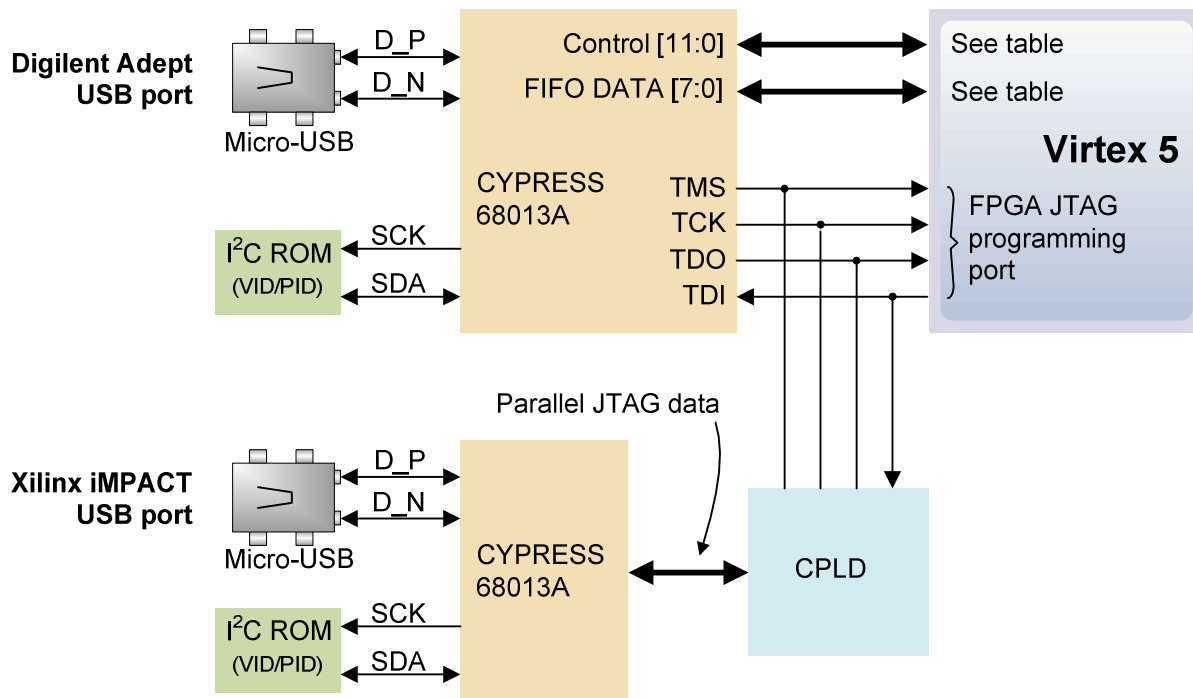 Digilent Adept
USB port
Micro-USB
D_P
D_N
I²C ROM
(VID/PID)
SCK
SDA
CYPRESS
68013A
Control [11:0]
FIFO DATA [7:0]
TMS
TCK
TDO
TDI
See table
See table
Virtex 5
FPGA JTAG
programming
port
Parallel JTAG data
Xilinx iMPACT
USB port
Micro-USB
D_P
D_N
I²C ROM
(VID/PID)
SCK
SDA
CYPRESS
68013A
CPLD